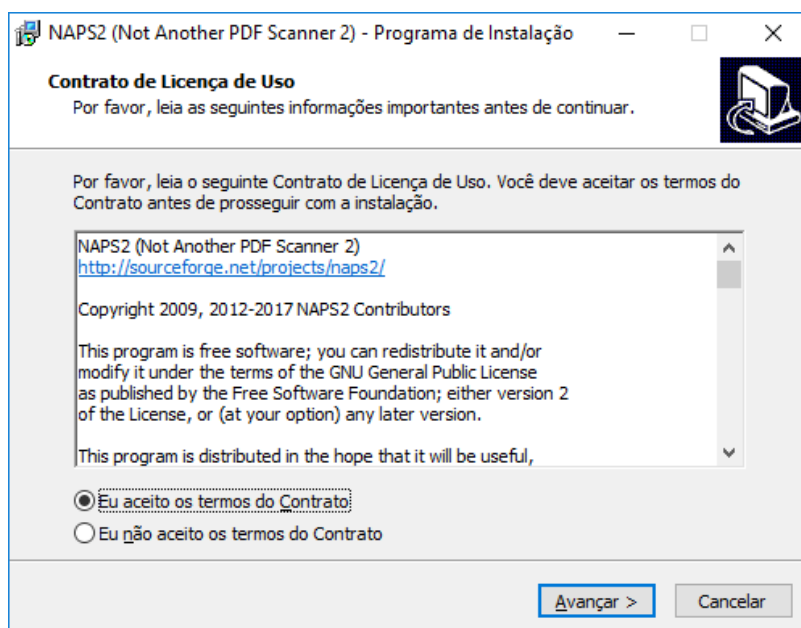 NAPS2 (Not Another PDF Scanner 2) - Programa de Instalação
Contrato de Licença de Uso
Por favor, leia as seguintes informações importantes antes de continuar.
Por favor, leia o seguinte Contrato de Licença de Uso. Você deve aceitar os termos do
Contrato antes de prosseguir com a instalação.
NAPS2 (Not Another PDF Scanner 2)
http://sourceforge.net/projects/naps2/
Copyright 2009, 2012-2017 NAPS2 Contributors
This program is free software; you can redistribute it and/or
modify it under the terms of the GNU General Public License
as published by the Free Software Foundation; either version 2
of the License, or (at your option) any later version.
This program is distributed in the hope that it will be useful,
Eu aceito os termos do Contrato
Eu não aceito os termos do Contrato
Avançar >
Cancelar